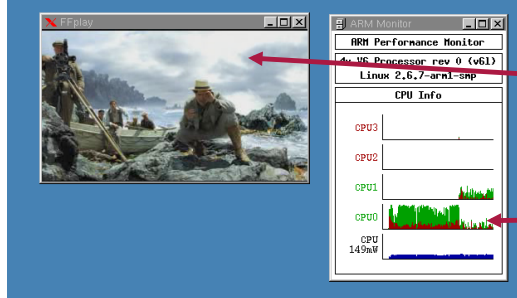 FFplay
ARM Monitor
ARM Performance Monitor
4x V6 Processor rev 0 (v6l)
Linux 2.6.7-arm1-smp
CPU Info
CPU3
CPU2
CPU1
CPU0
CPU
149mW